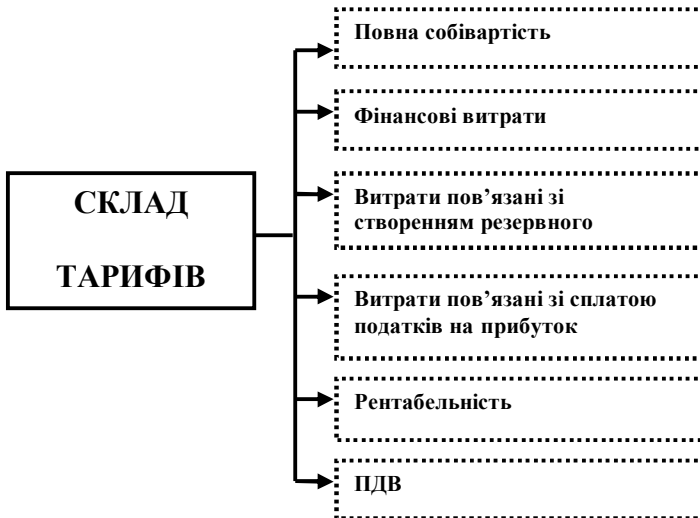 Повна собівартість
Фінансові витрати
СКЛАД
ТАРИФІВ
Витрати пов’язані зі
створенням резервного
Витрати пов’язані зі сплатою
податків на прибуток
Рентабельність
ПДВ